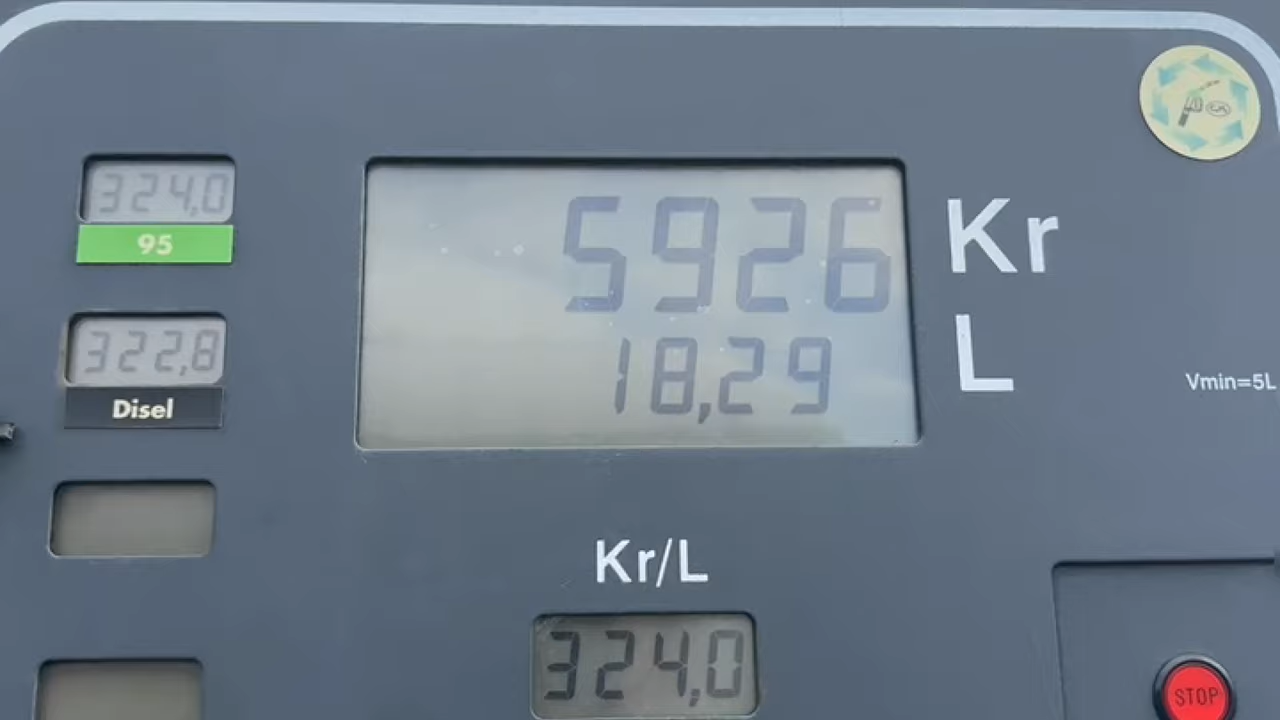 324,0
95
322,8
Disel
5926
Kr
18,29
L
Vmin=5L
Kr/L
324,0
STOP